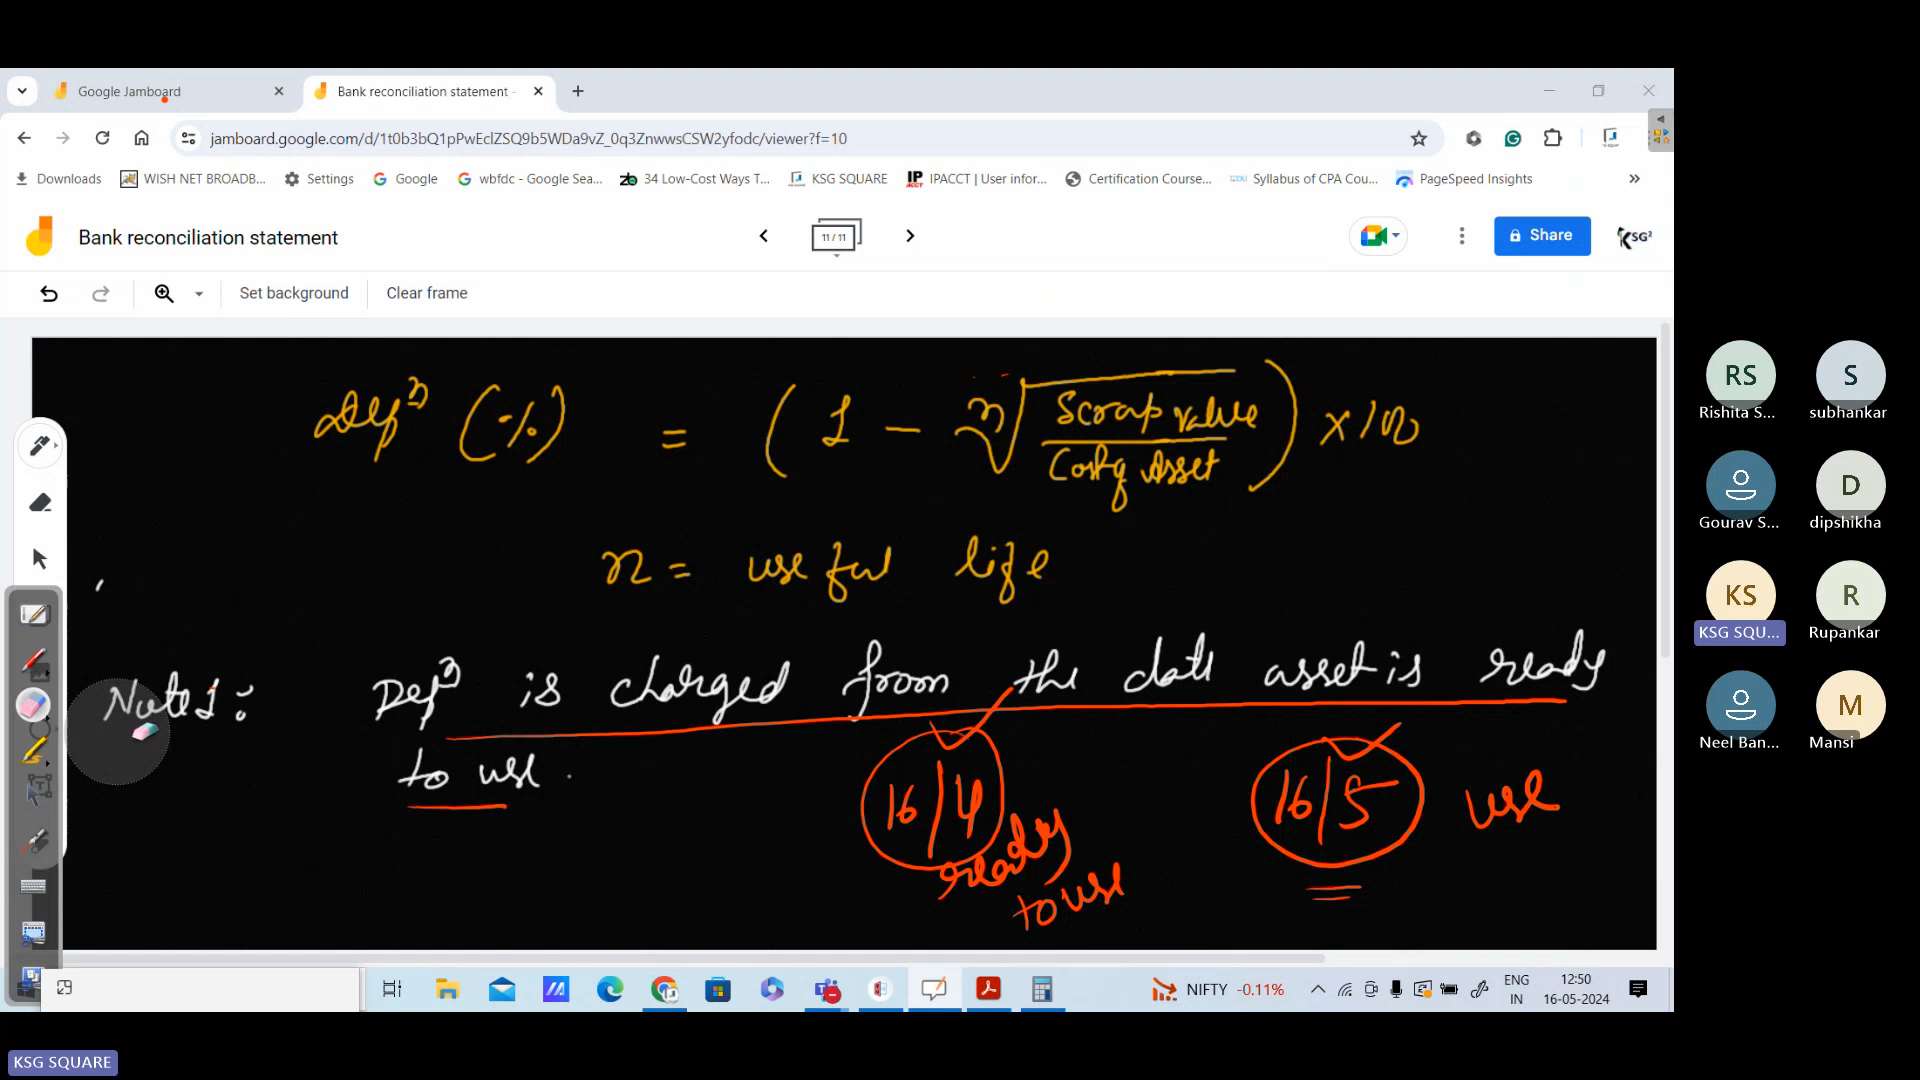 Google Jamboard
Bank reconciliation statement -
jamboard.google.com/d/1t0b3bQ1pPwEclZSQ9b5WDa9vZ_0q3ZnwwsCSW2yfodc/viewer?f=10
Downloads WISH NET BROADB... Settings Google wbfdc - Google Sea... 34 Low-Cost Ways T... KSG SQUARE IPACCT | User infor... Certification Course... Syllabus of CPA Cou... PageSpeed Insights »
Bank reconciliation statement 11 / 11 Share KSG²
Set background Clear frame
Depⁿ (%) = ( 1 - ⁿ√ Scrap value / Cost of Asset ) × 100
n = useful life
Note 1: Depⁿ is charged from the date asset is ready
to use.
16/4 ready to use
16/5 use
RS S
Rishita S... subhankar
D
Gourav S... dipshikha
KS R
KSG SQU... Rupankar
M
Neel Ban... Mansi
NIFTY -0.11% ENG IN 12:50 16-05-2024
KSG SQUARE